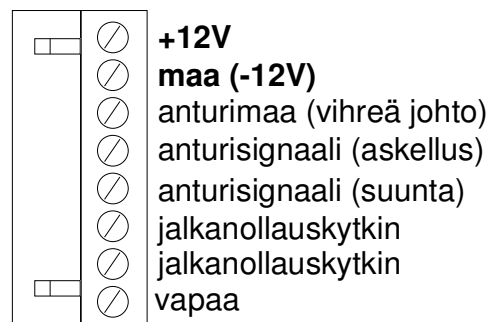 +12V
maa (-12V)
anturimaa (vihreä johto)
anturisignaali (askellus)
anturisignaali (suunta)
jalkanollauskytkin
jalkanollauskytkin
vapaa